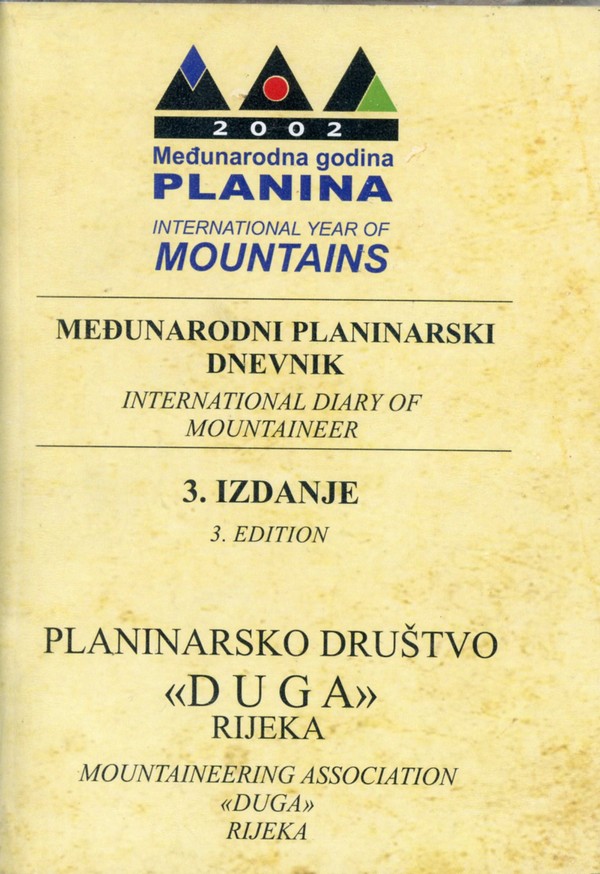 2002
Međunarodna godina
PLANINA
INTERNATIONAL YEAR OF
MOUNTAINS
MEĐUNARODNI PLANINARSKI
DNEVNIK
INTERNATIONAL DIARY OF
MOUNTAINEER
3. IZDANJE
3. EDITION
PLANINARSKO DRUŠTVO
«D U G A»
RIJEKA
MOUNTAINEERING ASSOCIATION
«DUGA»
RIJEKA